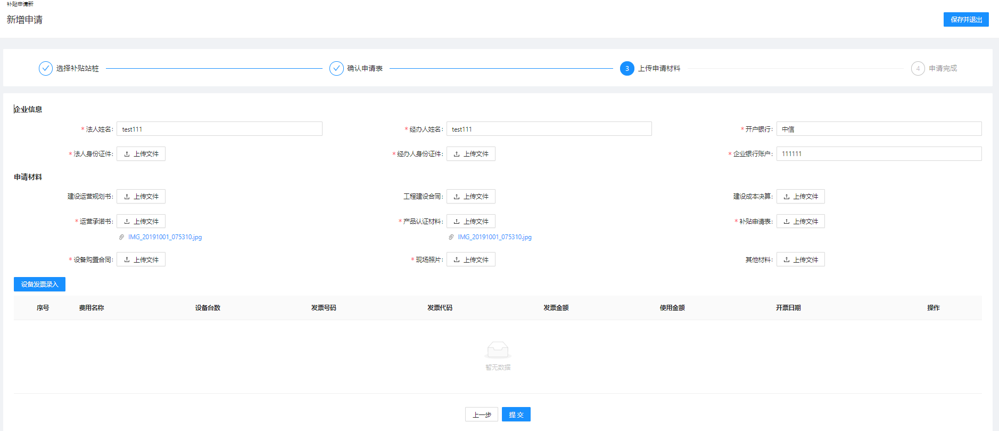 补贴申请新
新增申请
保存并退出
选择补贴站桩
确认申请表
3 上传申请材料
4 申请完成
企业信息
* 法人姓名: test111
* 经办人姓名: test111
* 开户银行: 中信
* 法人身份证件: 上传文件
* 经办人身份证件: 上传文件
* 企业银行账户: 111111
申请材料
建设运营规划书: 上传文件
工程建设合同: 上传文件
建设成本决算: 上传文件
* 运营承诺书: 上传文件
* 产品认证材料: 上传文件
* 补贴申请表: 上传文件
IMG_20191001_075310.jpg
IMG_20191001_075310.jpg
* 设备购置合同: 上传文件
* 现场照片: 上传文件
其他材料: 上传文件
设备发票录入
序号 费用名称 设备台数 发票号码 发票代码 发票金额 使用金额 开票日期 操作
暂无数据
上一步 提 交